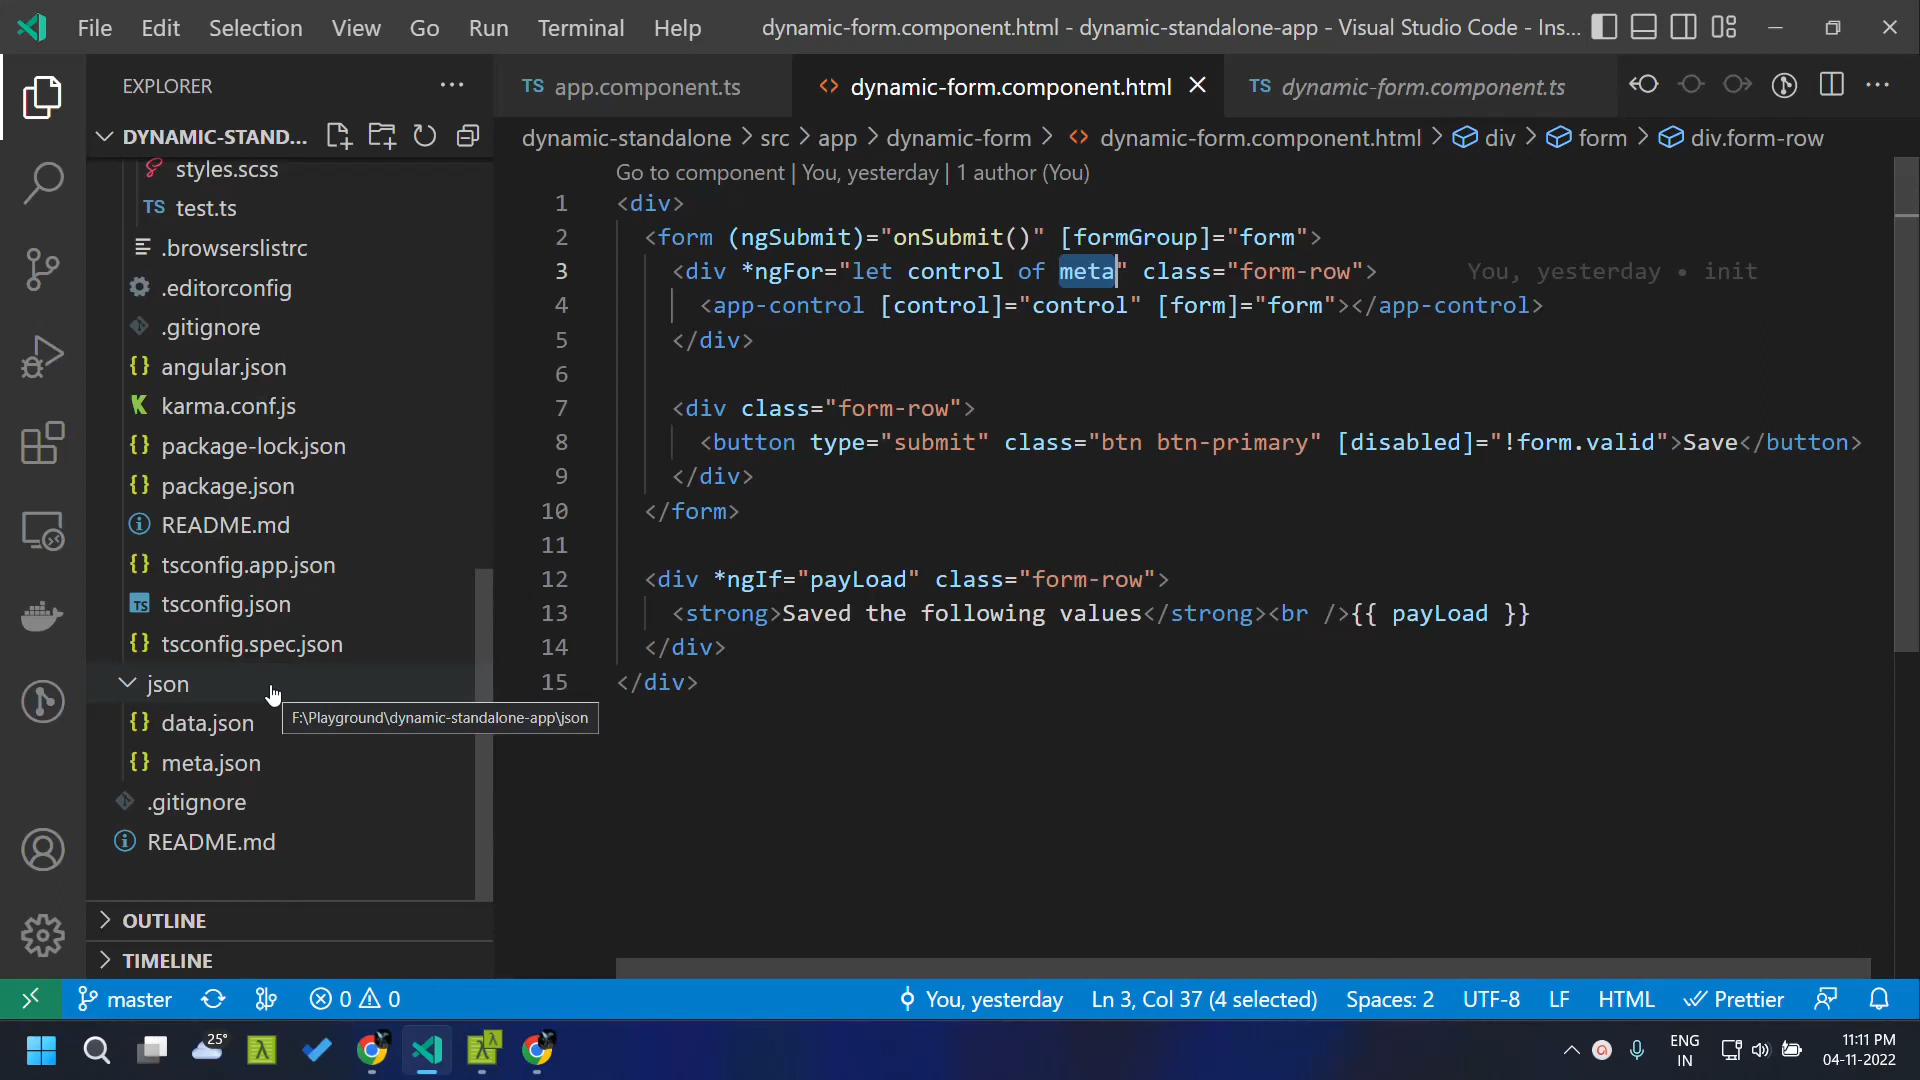 File Edit Selection View Go Run Terminal Help dynamic-form.component.html - dynamic-standalone-app - Visual Studio Code - Ins...
EXPLORER
DYNAMIC-STAND...
styles.scss
TS test.ts
.browserslistrc
.editorconfig
.gitignore
{} angular.json
karma.conf.js
{} package-lock.json
{} package.json
README.md
{} tsconfig.app.json
TS tsconfig.json
{} tsconfig.spec.json
json
F:\Playground\dynamic-standalone-app\json
{} data.json
{} meta.json
.gitignore
README.md
OUTLINE
TIMELINE
TS app.component.ts
<> dynamic-form.component.html
TS dynamic-form.component.ts
dynamic-standalone > src > app > dynamic-form > <> dynamic-form.component.html > div > form > div.form-row
Go to component | You, yesterday | 1 author (You)
1 <div>
2 <form (ngSubmit)="onSubmit()" [formGroup]="form">
3 <div *ngFor="let control of meta" class="form-row"> You, yesterday • init
4 <app-control [control]="control" [form]="form"></app-control>
5 </div>
6
7 <div class="form-row">
8 <button type="submit" class="btn btn-primary" [disabled]="!form.valid">Save</button>
9 </div>
10 </form>
11
12 <div *ngIf="payLoad" class="form-row">
13 <strong>Saved the following values</strong><br />{{ payLoad }}
14 </div>
15 </div>
master 0 0 You, yesterday Ln 3, Col 37 (4 selected) Spaces: 2 UTF-8 LF HTML Prettier
25° ENG 11:11 PM
IN 04-11-2022